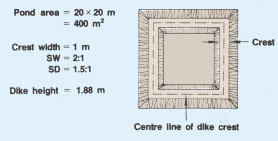 Pond area = 20 × 20 m
= 400 m²
Crest width = 1 m
SW = 2:1
SD = 1.5:1
Dike height = 1.88 m
Crest
Centre line of dike crest